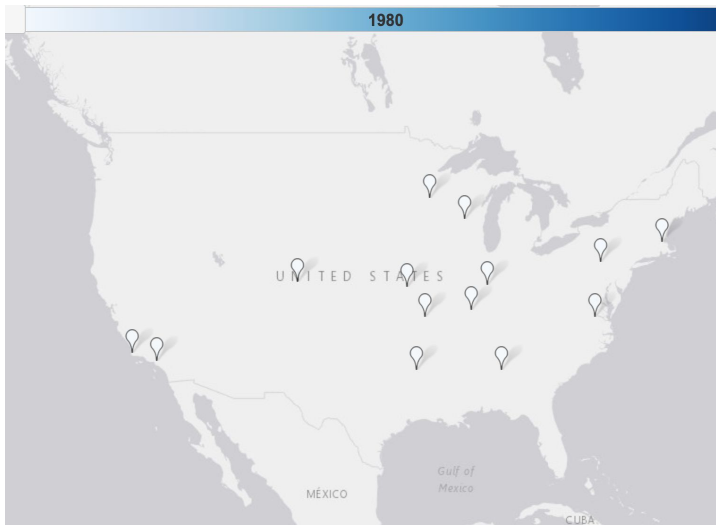 1980
UNITED STATES
Gulf of
Mexico
MÉXICO
CUBA